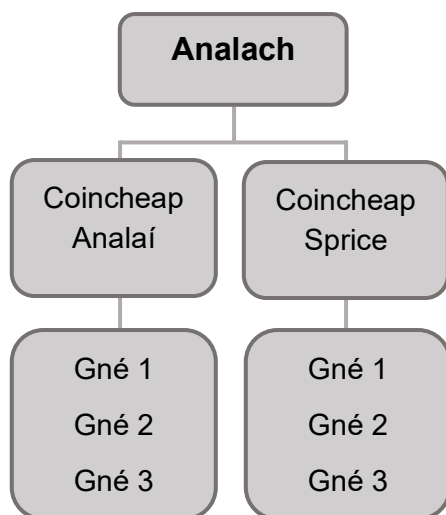 Analach
Coincheap
Analaí
Coincheap
Sprice
Gné 1
Gné 2
Gné 3
Gné 1
Gné 2
Gné 3